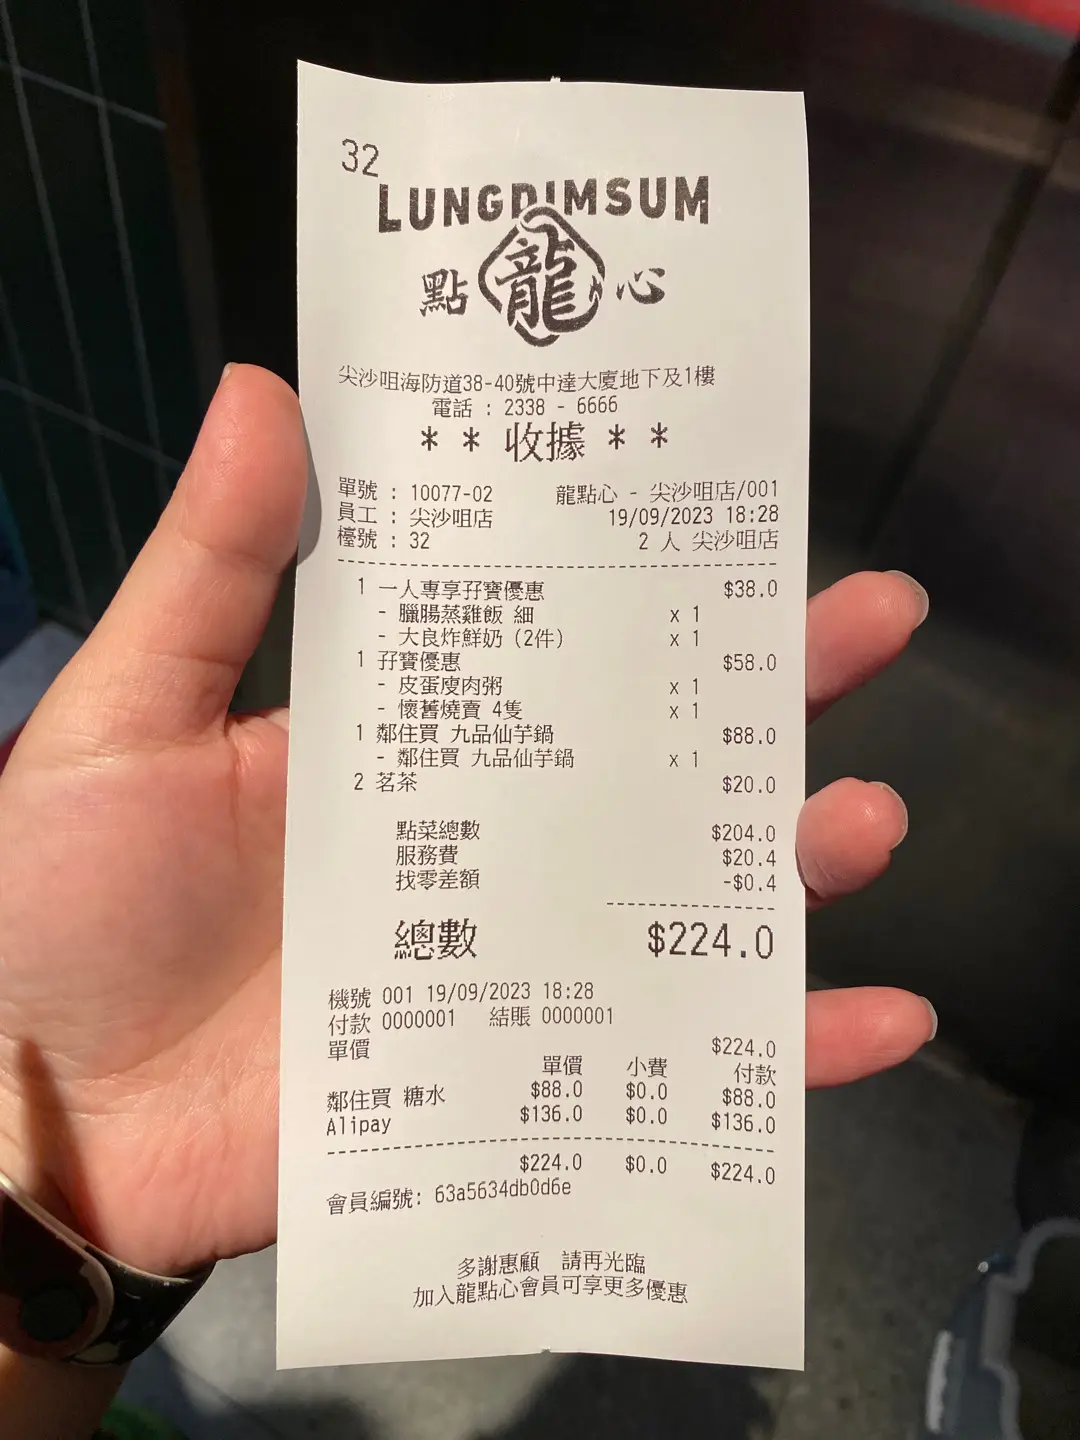 32
LUNGDIMSUM
點 龍 心
尖沙咀海防道38-40號中達大廈地下及1樓
電話 : 2338 - 6666
* * 收據 * *
單號 : 10077-02 龍點心 - 尖沙咀店/001
員工 : 尖沙咀店 19/09/2023 18:28
檯號 : 32 2 人 尖沙咀店
1 一人專享孖寶優惠 $38.0
- 臘腸蒸雞飯 細 x 1
- 大良炸鮮奶 (2件) x 1
1 孖寶優惠 $58.0
- 皮蛋廋肉粥 x 1
- 懷舊燒賣 4隻 x 1
1 鄰住買 九品仙芋鍋 $88.0
- 鄰住買 九品仙芋鍋 x 1
2 茗茶 $20.0
點菜總數 $204.0
服務費 $20.4
找零差額 -$0.4
總數 $224.0
機號 001 19/09/2023 18:28
付款 0000001 結賬 0000001
單價 $224.0
單價 小費 付款
鄰住買 糖水 $88.0 $0.0 $88.0
Alipay $136.0 $0.0 $136.0
$224.0 $0.0 $224.0
會員編號: 63a5634db0d6e
多謝惠顧 請再光臨
加入龍點心會員可享更多優惠